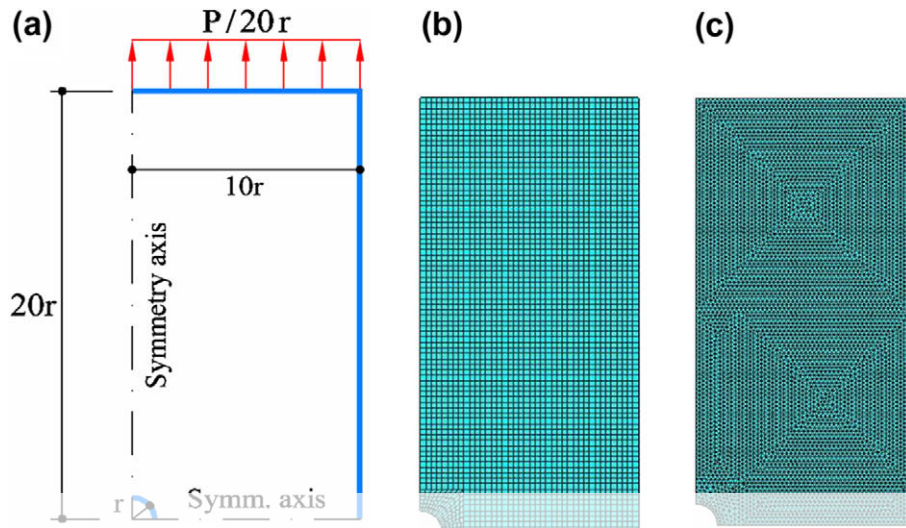 (a)
P/20r
(b)
(c)
10r
Symmetry axis
20r
r
Symm. axis